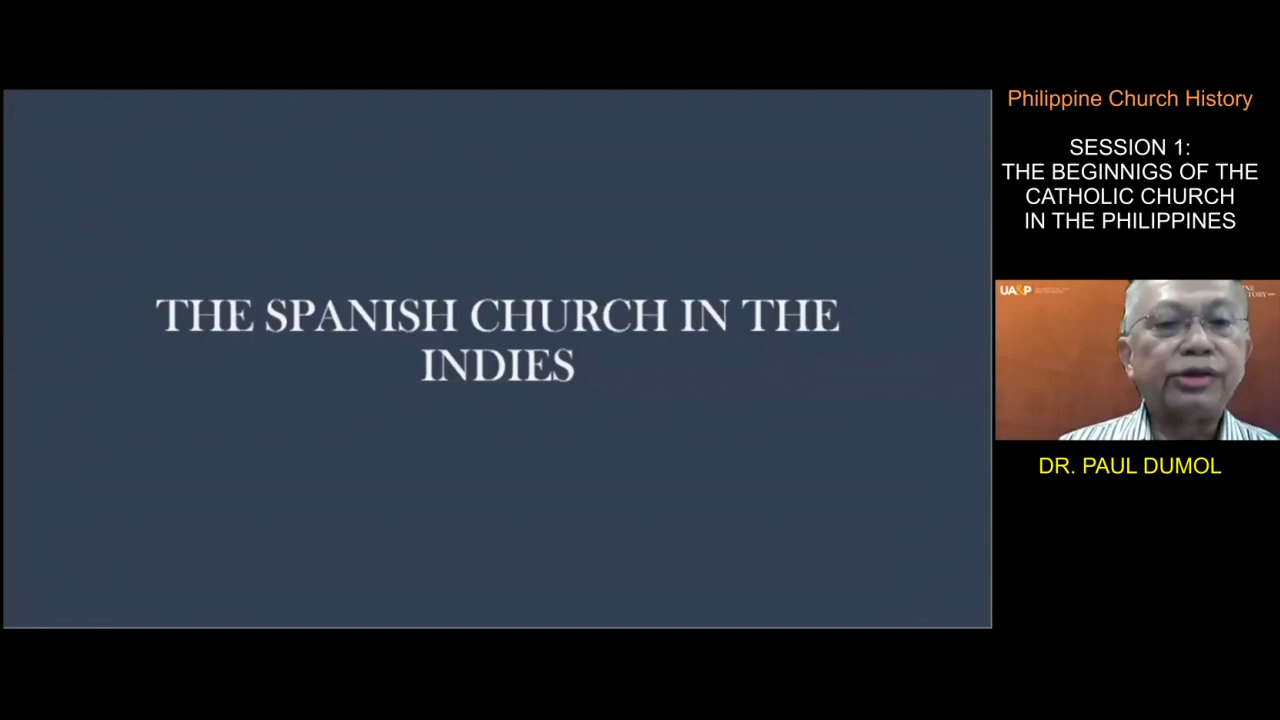 THE SPANISH CHURCH IN THE
INDIES
Philippine Church History
SESSION 1:
THE BEGINNIGS OF THE
CATHOLIC CHURCH
IN THE PHILIPPINES
UA&P
DR. PAUL DUMOL